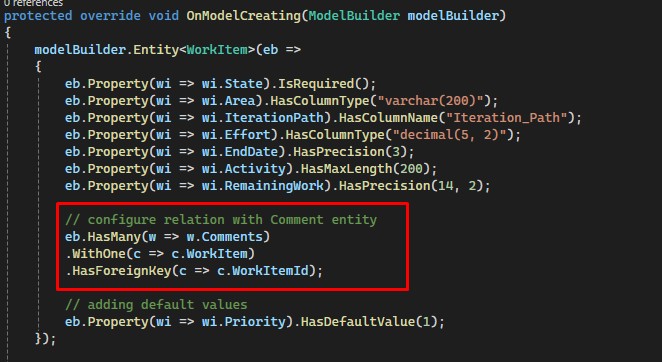 0 references
protected override void OnModelCreating(ModelBuilder modelBuilder)
{
modelBuilder.Entity<WorkItem>(eb =>
{
eb.Property(wi => wi.State).IsRequired();
eb.Property(wi => wi.Area).HasColumnType("varchar(200)");
eb.Property(wi => wi.IterationPath).HasColumnName("Iteration_Path");
eb.Property(wi => wi.Effort).HasColumnType("decimal(5, 2)");
eb.Property(wi => wi.EndDate).HasPrecision(3);
eb.Property(wi => wi.Activity).HasMaxLength(200);
eb.Property(wi => wi.RemainingWork).HasPrecision(14, 2);
// configure relation with Comment entity
eb.HasMany(w => w.Comments)
.WithOne(c => c.WorkItem)
.HasForeignKey(c => c.WorkItemId);
// adding default values
eb.Property(wi => wi.Priority).HasDefaultValue(1);
});